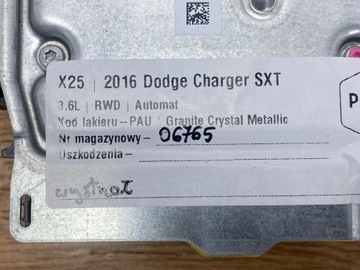 X25 | 2016 Dodge Charger SXT
3.6L | RWD | Automat
Kod lakieru – PAU | Granite Crystal Metallic
Nr magazynowy – 06765
Uszkodzenia –
P